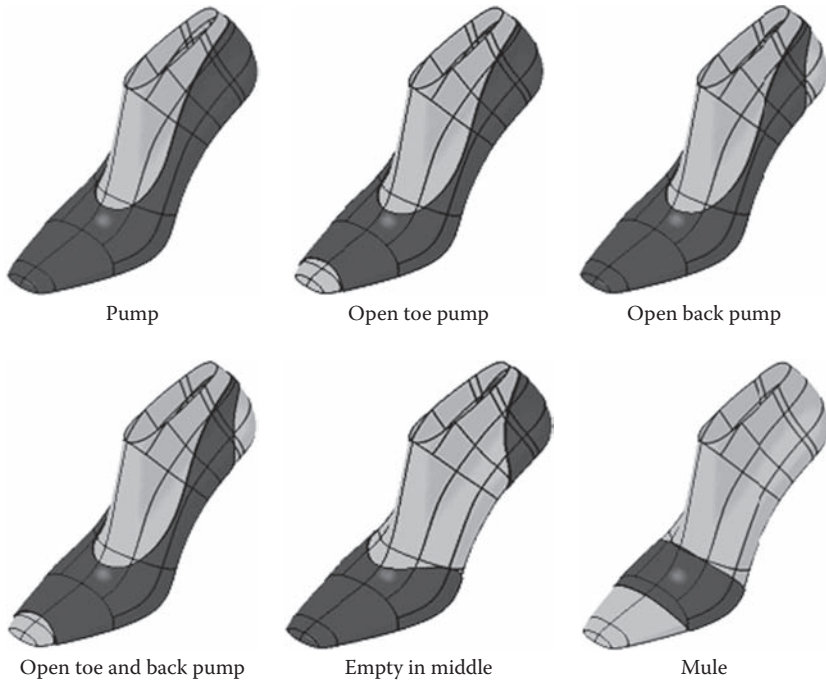 Pump
Open toe pump
Open back pump
Open toe and back pump
Empty in middle
Mule